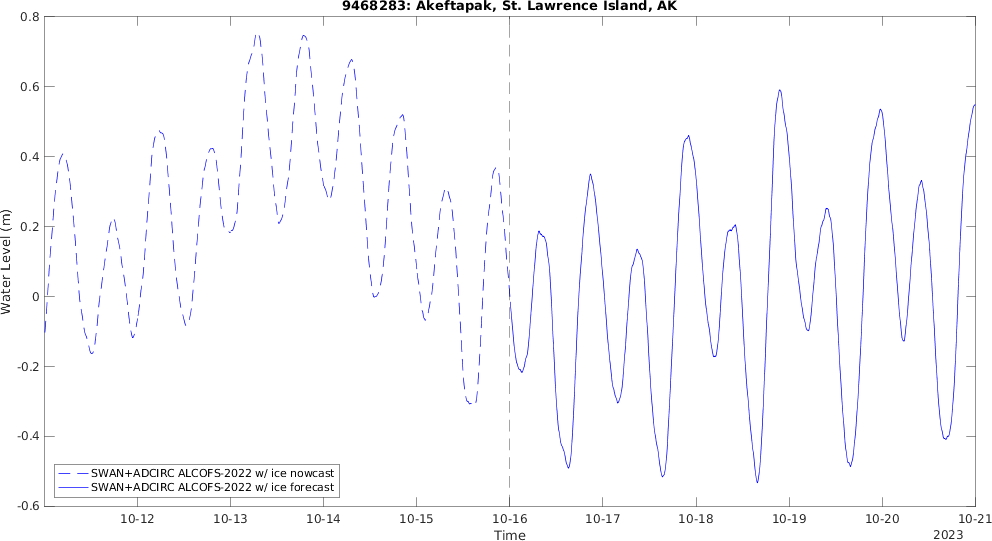 9468283: Akeftapak, St. Lawrence Island, AK
0.8
0.6
0.4
0.2
0
-0.2
-0.4
-0.6
Water Level (m)
SWAN+ADCIRC ALCOFS-2022 w/ ice nowcast
SWAN+ADCIRC ALCOFS-2022 w/ ice forecast
10-12 10-13 10-14 10-15 10-16 10-17 10-18 10-19 10-20 10-21
Time
2023